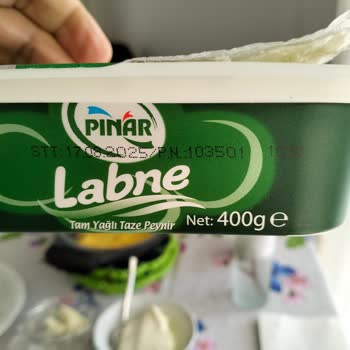 PINAR
STT:17.08.2025/P.N.:103501
Labne
Tam Yağlı Taze Peynir
Net: 400g ℮